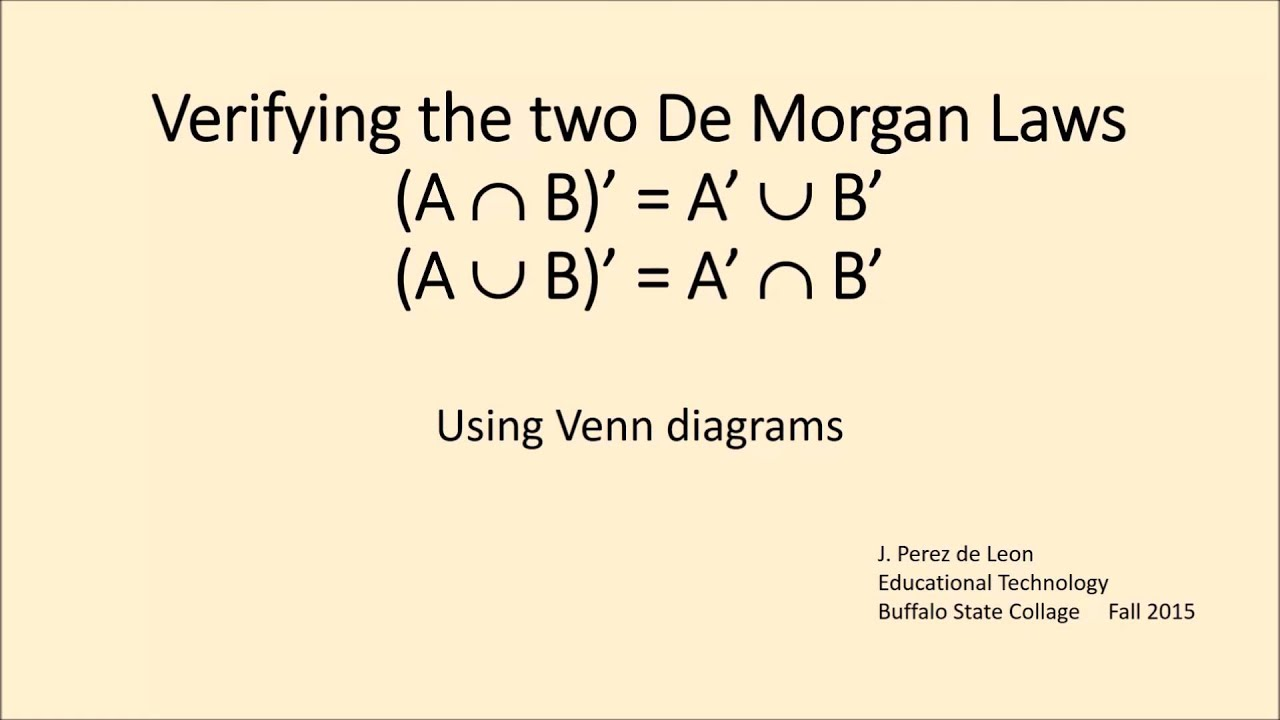 Verifying the two De Morgan Laws
(A ∩ B)’ = A’ ∪ B’
(A ∪ B)’ = A’ ∩ B’
Using Venn diagrams
J. Perez de Leon
Educational Technology
Buffalo State Collage Fall 2015